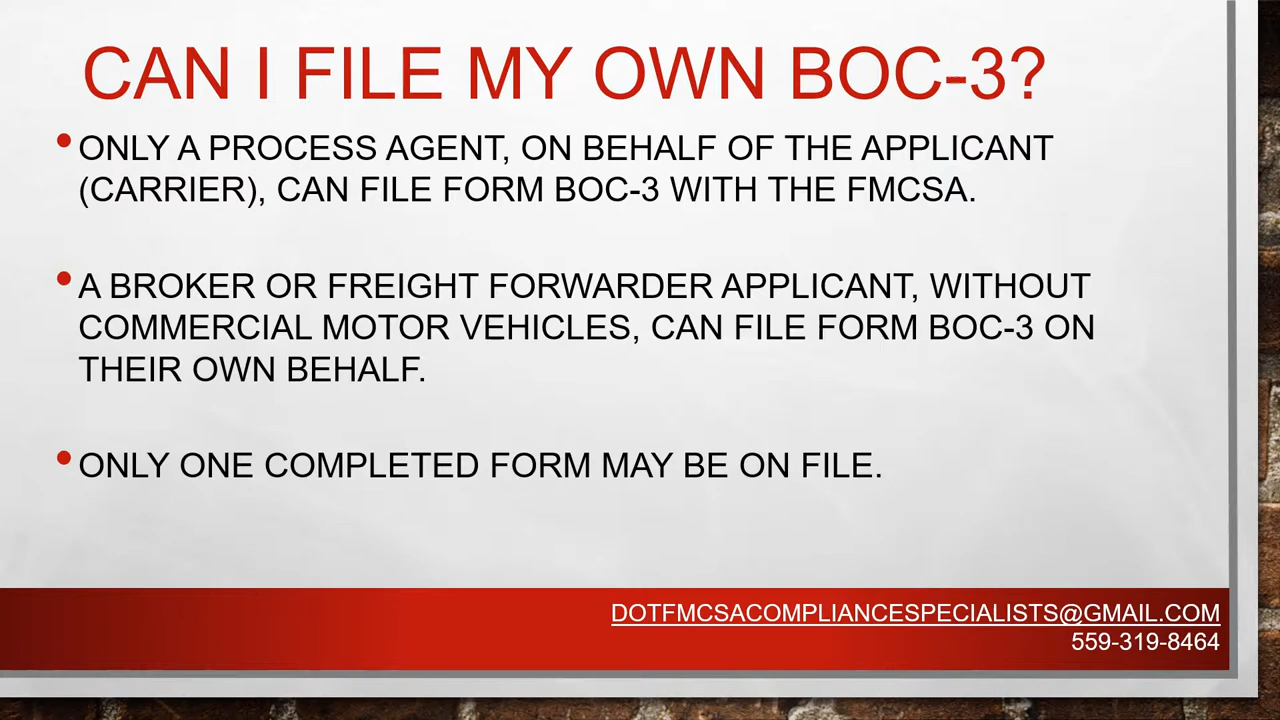 CAN I FILE MY OWN BOC-3?
• ONLY A PROCESS AGENT, ON BEHALF OF THE APPLICANT
(CARRIER), CAN FILE FORM BOC-3 WITH THE FMCSA.
• A BROKER OR FREIGHT FORWARDER APPLICANT, WITHOUT
COMMERCIAL MOTOR VEHICLES, CAN FILE FORM BOC-3 ON
THEIR OWN BEHALF.
• ONLY ONE COMPLETED FORM MAY BE ON FILE.
DOTFMCSACOMPLIANCESPECIALISTS@GMAIL.COM
559-319-8464